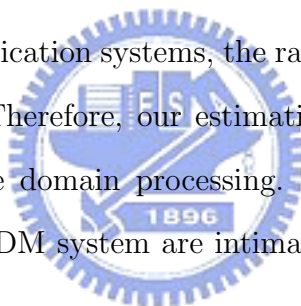 ication systems, the ra
Therefore, our estimati
e domain processing.
DM system are intima
1896